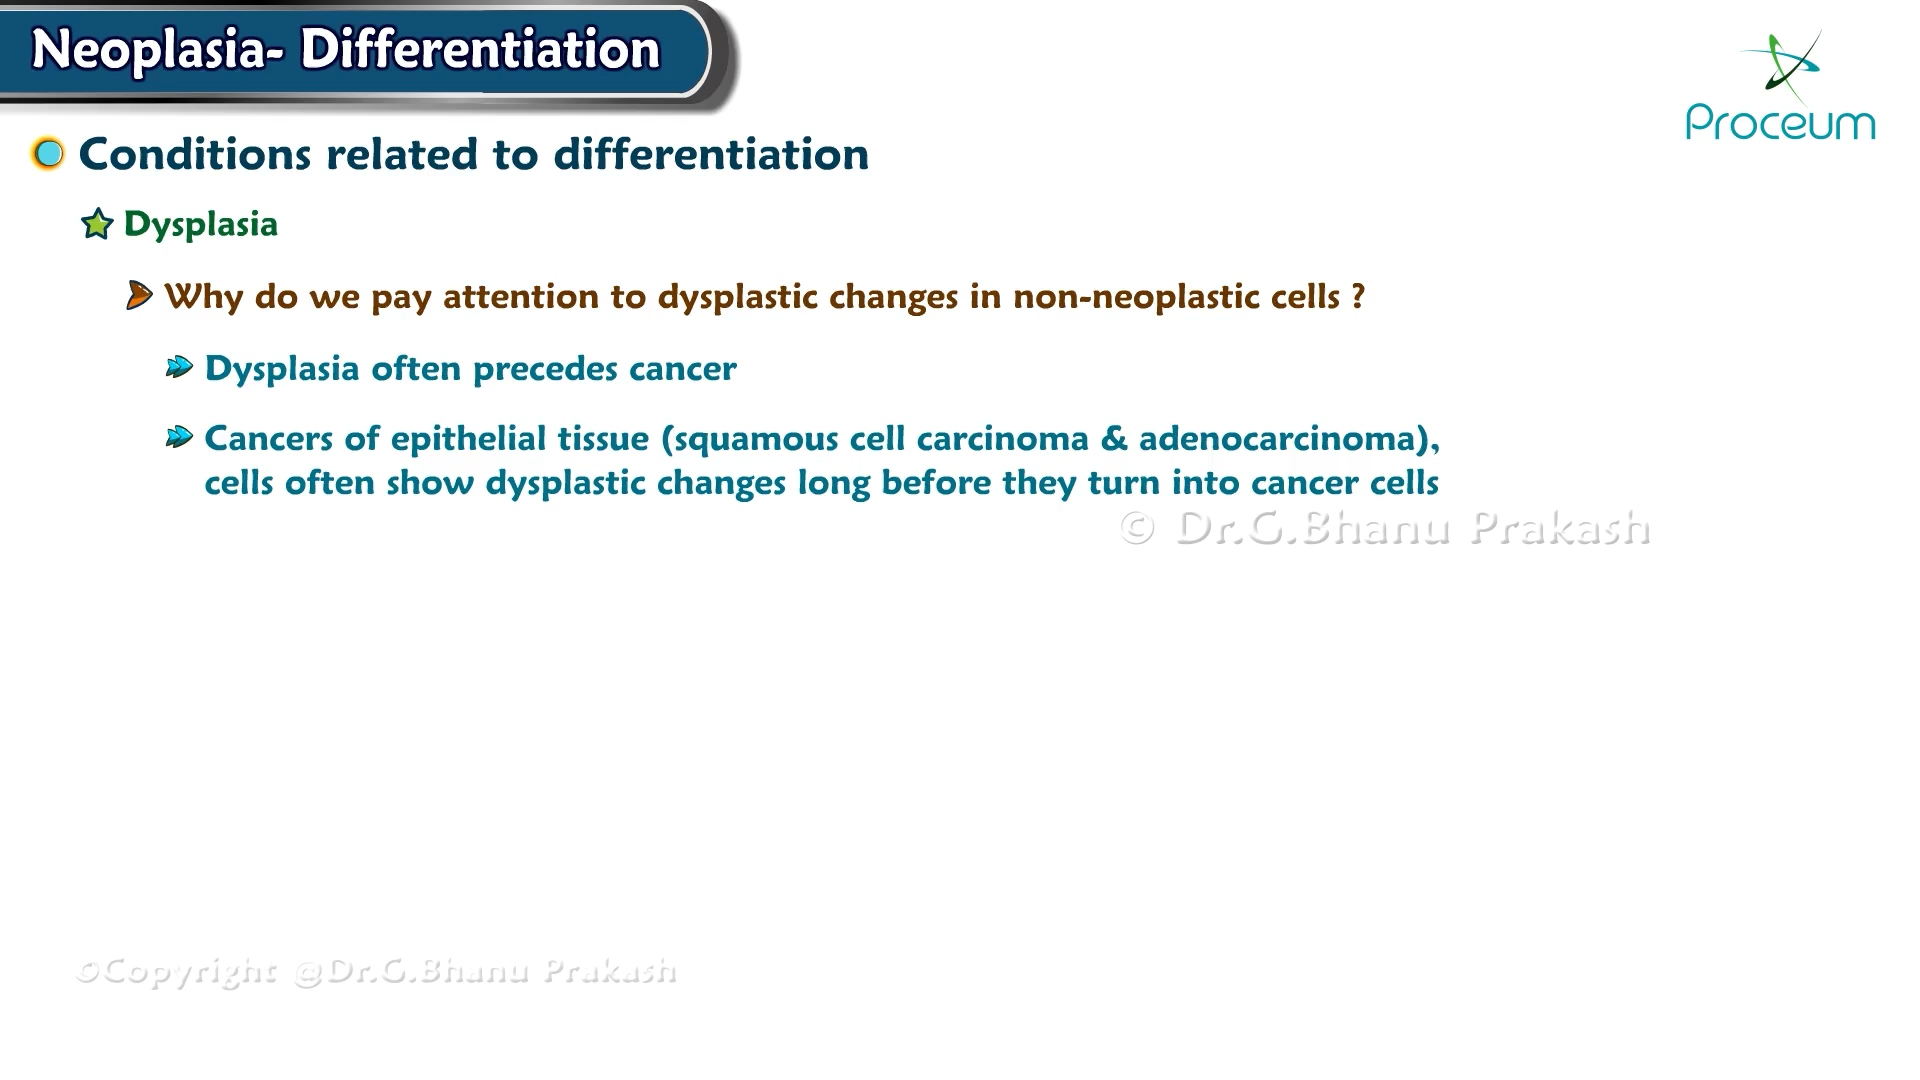 Neoplasia- Differentiation
Proceum
Conditions related to differentiation
Dysplasia
Why do we pay attention to dysplastic changes in non-neoplastic cells ?
Dysplasia often precedes cancer
Cancers of epithelial tissue (squamous cell carcinoma & adenocarcinoma),
cells often show dysplastic changes long before they turn into cancer cells
© Dr.G.Bhanu Prakash
©Copyright @Dr.G.Bhanu Prakash